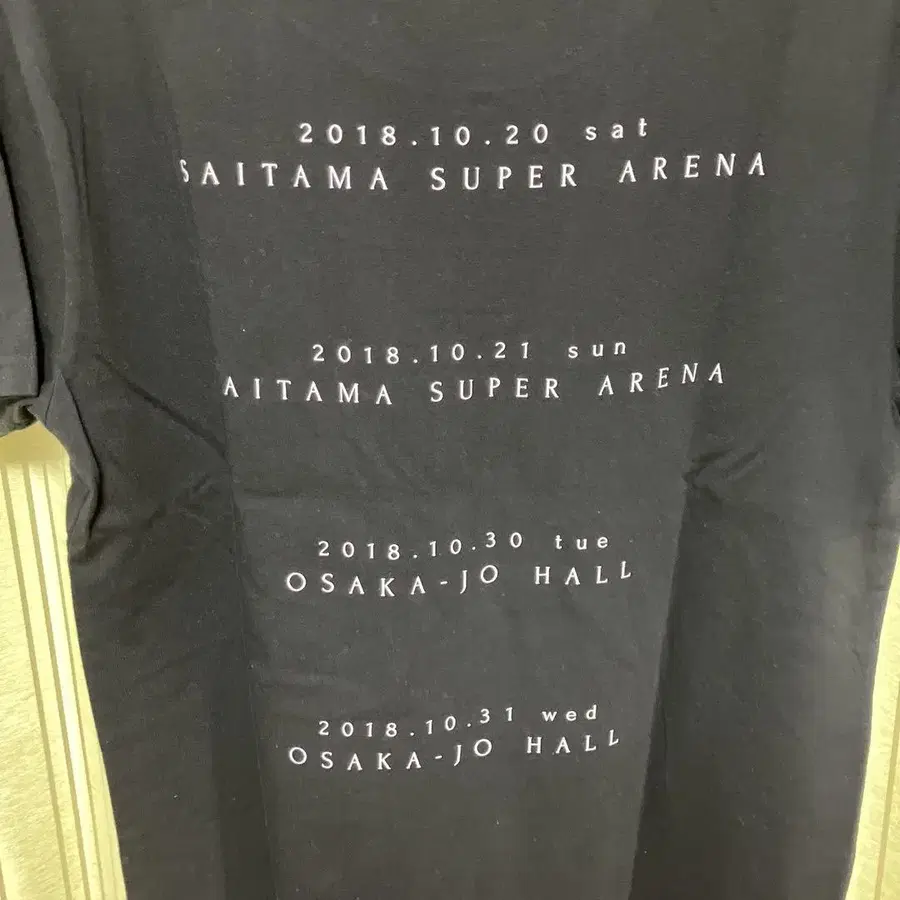 2018.10.20 sat
SAITAMA SUPER ARENA
2018.10.21 sun
AITAMA SUPER ARENA
2018.10.30 tue
OSAKA-JO HALL
2018.10.31 wed
OSAKA-JO HALL